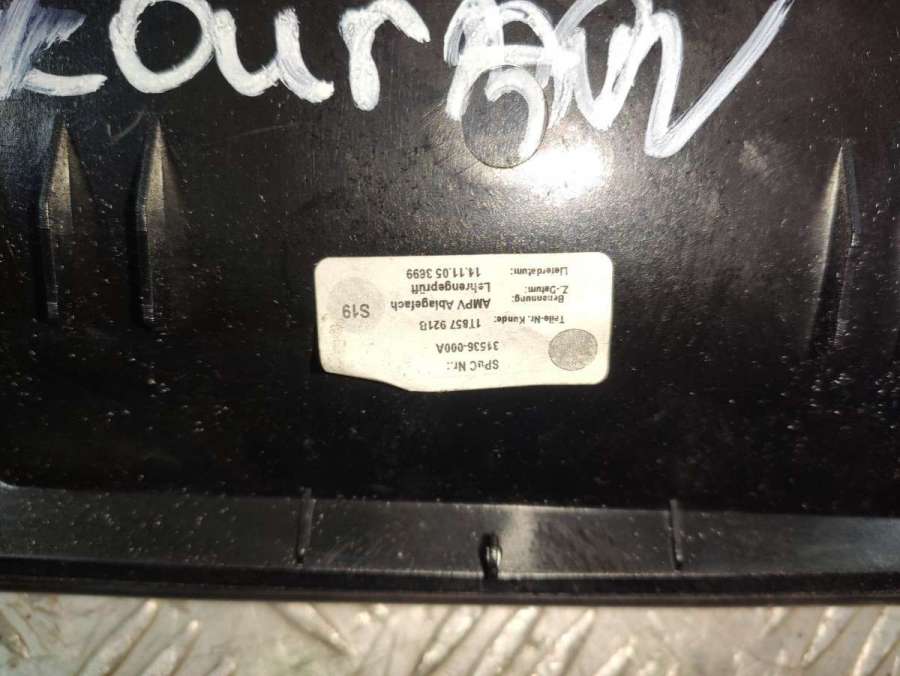 touran
SPuC Nr.:
31536-000A
Teile-Nr. Kunde: 1T857 921B
Benennung: AMPV Ablagefach
Z.-Datum: Lehrengeprüft
Lieferdatum: 14.11.05 3699
S19